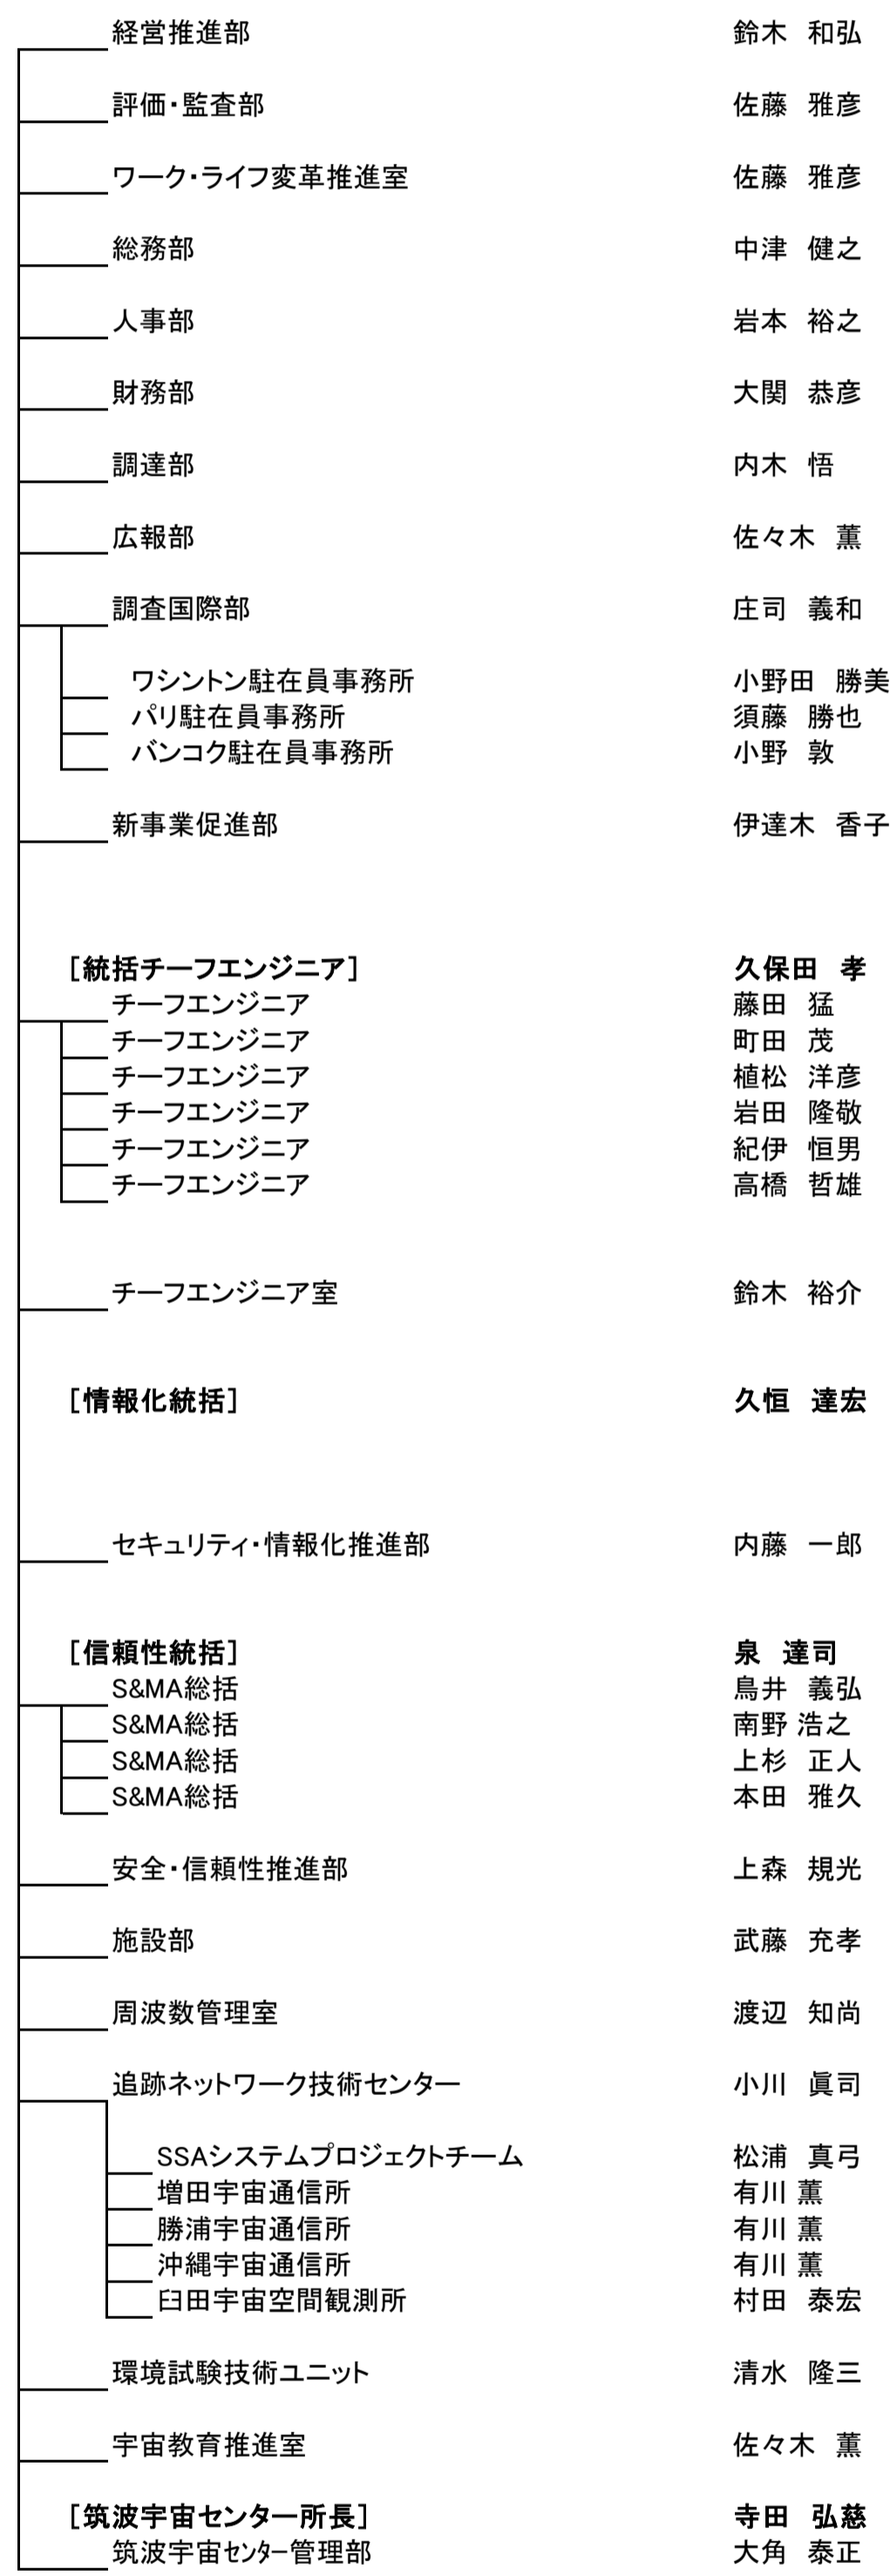 経営推進部 鈴木 和弘
評価・監査部 佐藤 雅彦
ワーク・ライフ変革推進室 佐藤 雅彦
総務部 中津 健之
人事部 岩本 裕之
財務部 大関 恭彦
調達部 内木 悟
広報部 佐々木 薫
調査国際部 庄司 義和
ワシントン駐在員事務所 小野田 勝美
パリ駐在員事務所 須藤 勝也
バンコク駐在員事務所 小野 敦
新事業促進部 伊達木 香子
［統括チーフエンジニア］ 久保田 孝
チーフエンジニア 藤田 猛
チーフエンジニア 町田 茂
チーフエンジニア 植松 洋彦
チーフエンジニア 岩田 隆敬
チーフエンジニア 紀伊 恒男
チーフエンジニア 高橋 哲雄
チーフエンジニア室 鈴木 裕介
［情報化統括］ 久恒 達宏
セキュリティ・情報化推進部 内藤 一郎
［信頼性統括］ 泉 達司
S&MA総括 鳥井 義弘
S&MA総括 南野 浩之
S&MA総括 上杉 正人
S&MA総括 本田 雅久
安全・信頼性推進部 上森 規光
施設部 武藤 充孝
周波数管理室 渡辺 知尚
追跡ネットワーク技術センター 小川 眞司
SSAシステムプロジェクトチーム 松浦 真弓
増田宇宙通信所 有川 薫
勝浦宇宙通信所 有川 薫
沖縄宇宙通信所 有川 薫
臼田宇宙空間観測所 村田 泰宏
環境試験技術ユニット 清水 隆三
宇宙教育推進室 佐々木 薫
［筑波宇宙センター所長］ 寺田 弘慈
筑波宇宙ｾﾝﾀｰ管理部 大角 泰正